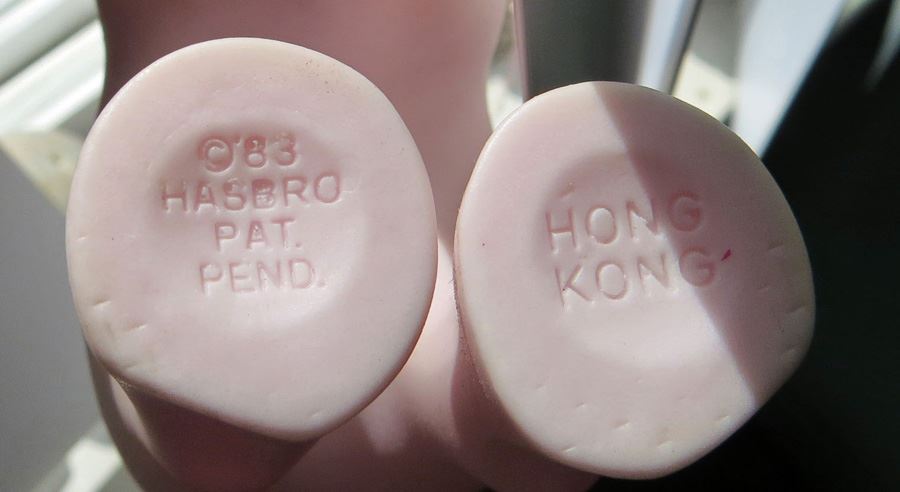 ©'83
HASBRO
PAT.
PEND.
HONG
KONG